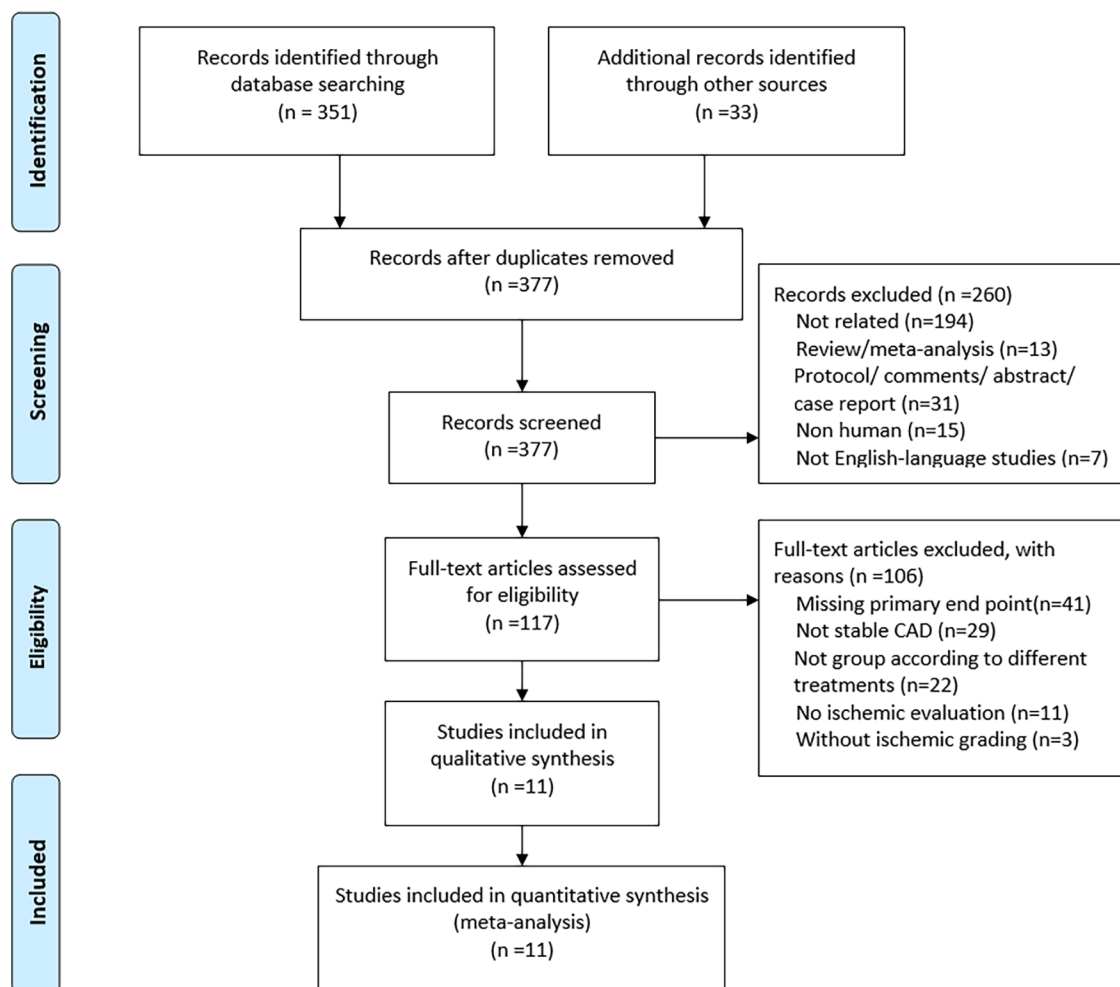 Identification
Records identified through
database searching
(n = 351)
Additional records identified
through other sources
(n =33)
Records after duplicates removed
(n =377)
Screening
Records screened
(n =377)
Records excluded (n =260)
Not related (n=194)
Review/meta-analysis (n=13)
Protocol/ comments/ abstract/
case report (n=31)
Non human (n=15)
Not English-language studies (n=7)
Eligibility
Full-text articles assessed
for eligibility
(n =117)
Full-text articles excluded, with
reasons (n =106)
Missing primary end point(n=41)
Not stable CAD (n=29)
Not group according to different
treatments (n=22)
No ischemic evaluation (n=11)
Without ischemic grading (n=3)
Studies included in
qualitative synthesis
(n =11)
Included
Studies included in quantitative synthesis
(meta-analysis)
(n =11)